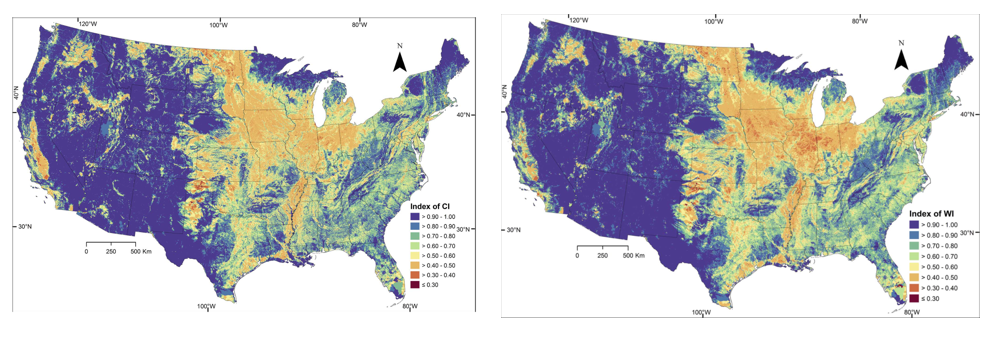 120°W
100°W
80°W
N
40°N
40°N
30°N
30°N
Index of CI
> 0.90 - 1.00
> 0.80 - 0.90
> 0.70 - 0.80
> 0.60 - 0.70
> 0.50 - 0.60
> 0.40 - 0.50
> 0.30 - 0.40
≤ 0.30
0 250 500 Km
100°W
80°W
120°W
100°W
80°W
N
40°N
40°N
30°N
30°N
Index of WI
> 0.90 - 1.00
> 0.80 - 0.90
> 0.70 - 0.80
> 0.60 - 0.70
> 0.50 - 0.60
> 0.40 - 0.50
> 0.30 - 0.40
≤ 0.30
0 250 500 Km
100°W
80°W